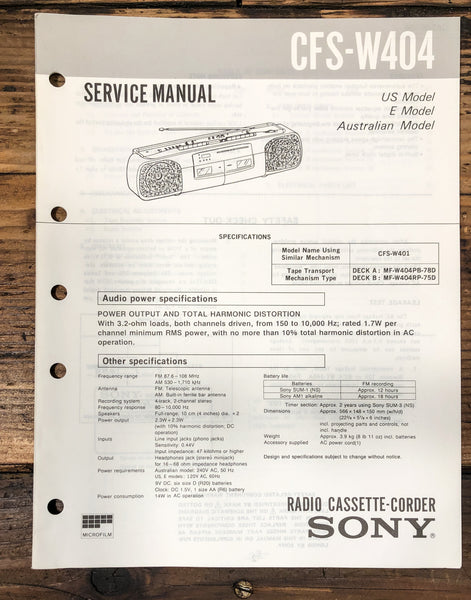 CFS-W404
SERVICE MANUAL
US Model
E Model
Australian Model
SPECIFICATIONS
Model Name Using Similar Mechanism CFS-W401
Tape Transport Mechanism Type DECK A : MF-W404PB-78D
DECK B : MF-W404RP-75D
Audio power specifications
POWER OUTPUT AND TOTAL HARMONIC DISTORTION
With 3.2-ohm loads, both channels driven, from 150 to 10,000 Hz; rated 1.7W per
channel minimum RMS power, with no more than 10% total harmonic distortion in AC
operation.
Other specifications
Frequency range FM 87.6–108 MHz
AM 530–1,710 kHz
Antenna FM: Telescopic antenna
AM: Built-in ferrite bar antenna
Recording system 4-track, 2-channel stereo
Frequency response 80–10,000 Hz
Speakers Full-range: 10 cm (4 inches) dia. × 2
Power output 2.3W+2.3W
(with 10% harmonic distortion; DC
operation)
Inputs Line input jacks (phono jacks)
Sensitivity 0.44V
Input impedance: 47 kilohms or higher
Output Headphones jack (stereo minijack)
for 16–68 ohm impedance headphones
Power requirements Australian model: 240V AC, 50 Hz
US, E models: 120V AC, 60Hz
9V DC, six size D (R20) batteries
Clock: DC 1.5V, 1 size AA (R6) battery
Power consumption 14W in AC operation
Battery life
Batteries FM recording
Sony SUM-1 (NS) Approx. 12 hours
Sony AM1 alkaline Approx. 18 hours
Timer section: Approx. 2 years using Sony SUM-3 (NS)
Dimensions Approx. 566×148×150 mm (w/h/d)
incl. projecting parts and controls, not
incl. handle
Weight Approx. 3.9 kg (8 lb 11 oz) incl. batteries
Accessory supplied AC power cord(1)
Design and specifications subject to change without notice.
MICROFILM
RADIO CASSETTE-CORDER
SONY